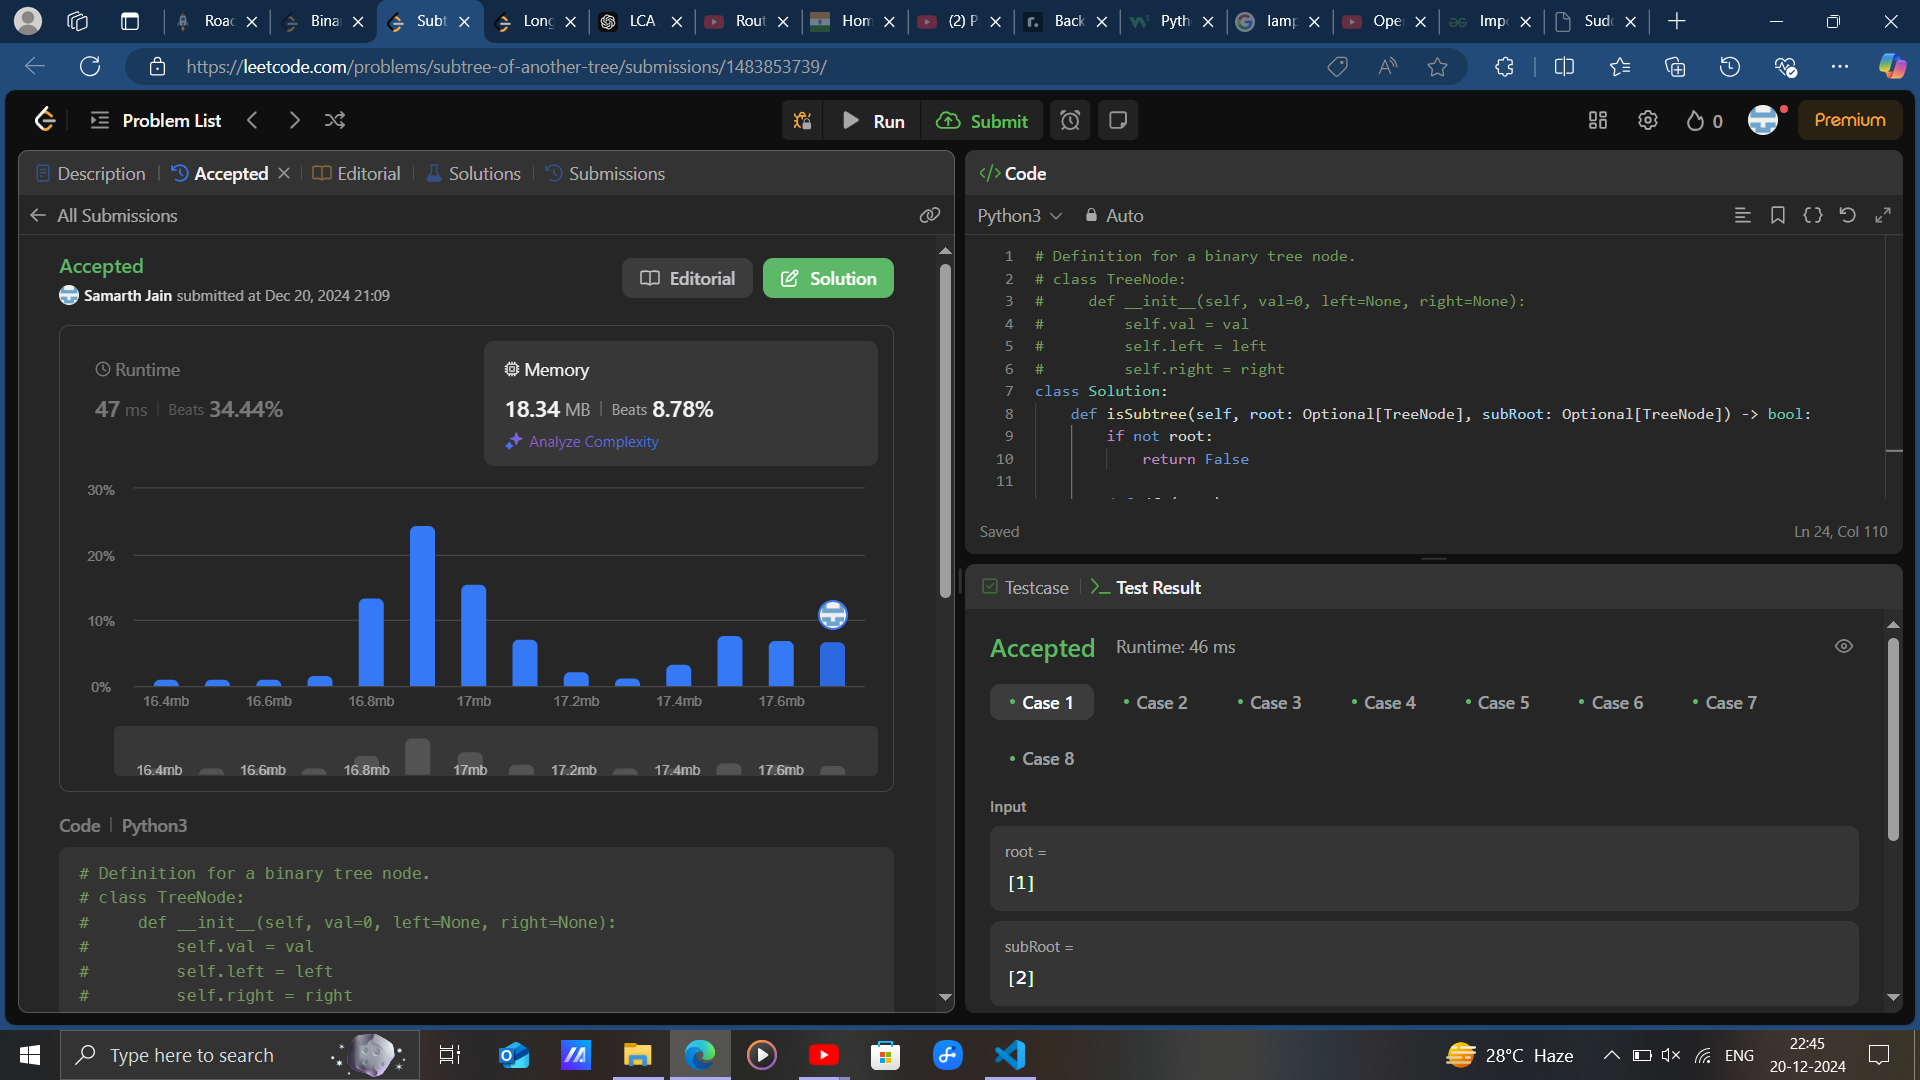 Roac
Bina
Subt
Long
LCA
Rout
Hom
(2) P
Back
Pyth
lamp
Ope
Impo
Sudo
https://leetcode.com/problems/subtree-of-another-tree/submissions/1483853739/
Problem List
Run
Submit
0
Premium
Description
Accepted
Editorial
Solutions
Submissions
All Submissions
Accepted
Samarth Jain submitted at Dec 20, 2024 21:09
Editorial
Solution
Runtime
47 ms | Beats 34.44%
Memory
18.34 MB | Beats 8.78%
Analyze Complexity
30%
20%
10%
0%
16.4mb 16.6mb 16.8mb 17mb 17.2mb 17.4mb 17.6mb
16.4mb 16.6mb 16.8mb 17mb 17.2mb 17.4mb 17.6mb
Code | Python3
# Definition for a binary tree node.
# class TreeNode:
#     def __init__(self, val=0, left=None, right=None):
#         self.val = val
#         self.left = left
#         self.right = right
</> Code
Python3
Auto
1 # Definition for a binary tree node.
2 # class TreeNode:
3 #     def __init__(self, val=0, left=None, right=None):
4 #         self.val = val
5 #         self.left = left
6 #         self.right = right
7 class Solution:
8     def isSubtree(self, root: Optional[TreeNode], subRoot: Optional[TreeNode]) -> bool:
9         if not root:
10             return False
11
Saved
Ln 24, Col 110
Testcase
Test Result
Accepted
Runtime: 46 ms
Case 1
Case 2
Case 3
Case 4
Case 5
Case 6
Case 7
Case 8
Input
root =
[1]
subRoot =
[2]
Type here to search
28°C Haze
ENG
22:45
20-12-2024